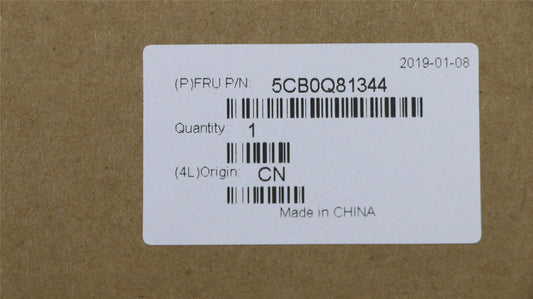 2019-01-08
(P)FRU P/N: 5CB0Q81344
Quantity: 1
(4L)Origin: CN
Made in CHINA